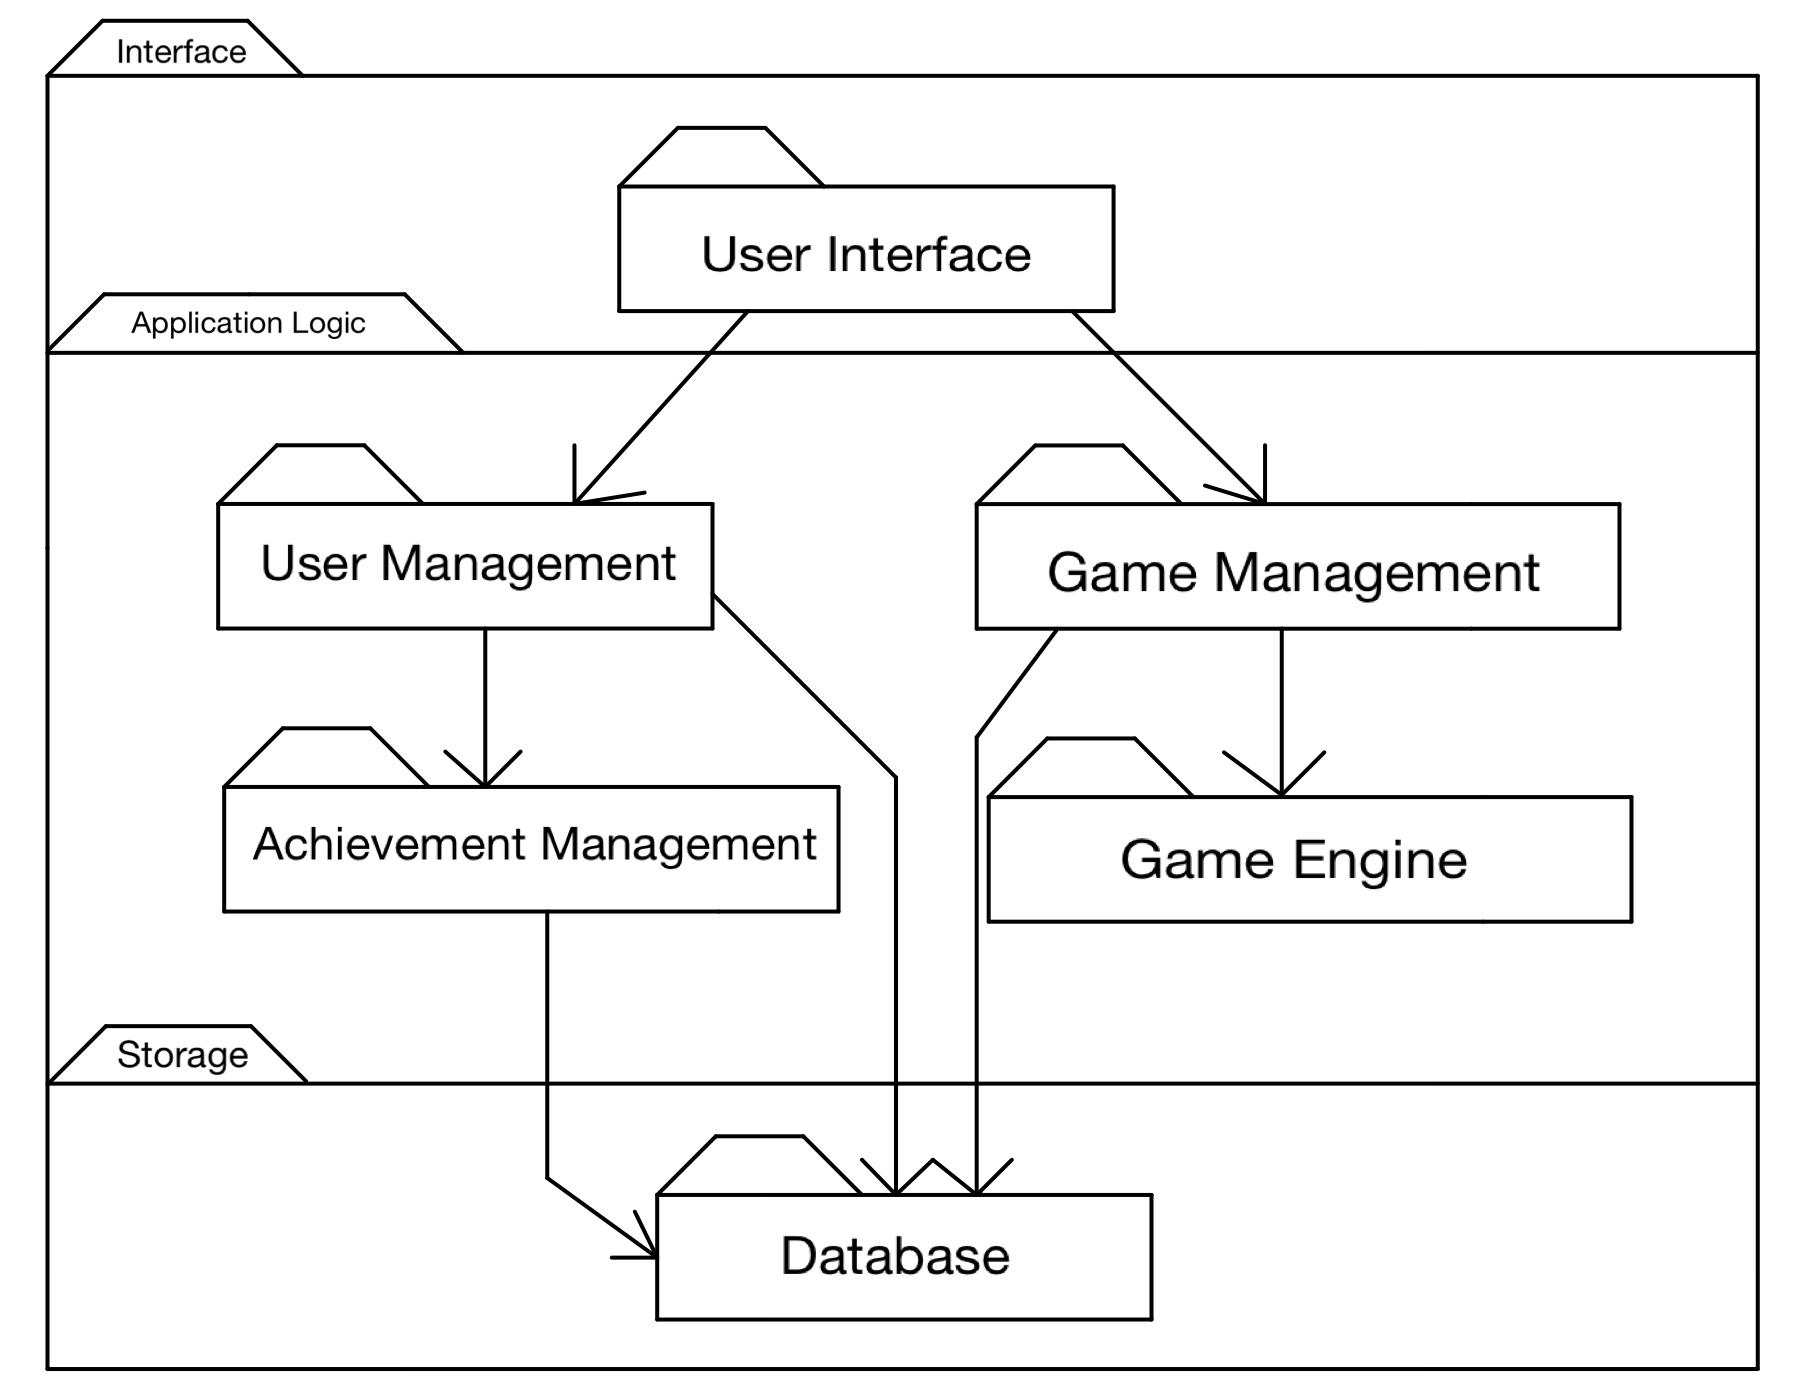 Interface
User Interface
Application Logic
User Management
Game Management
Achievement Management
Game Engine
Storage
Database